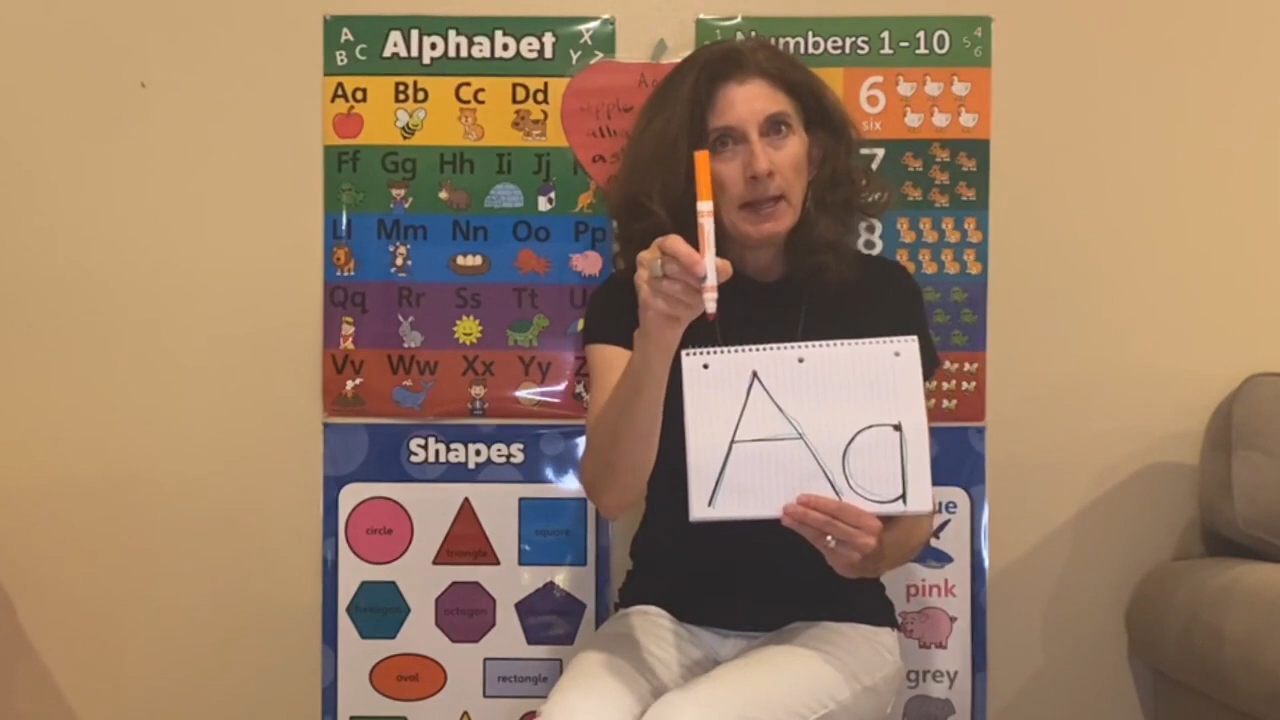 A
B C
Alphabet
X
Y Z
Aa Bb Cc Dd
Ff Gg Hh Ii Jj
Ll Mm Nn Oo Pp
Qq Rr Ss Tt
Vv Ww Xx Yy
Numbers 1-10
6
six
7
8
Aa
Shapes
circle
triangle
square
hexagon
octagon
oval
rectangle
pink
grey